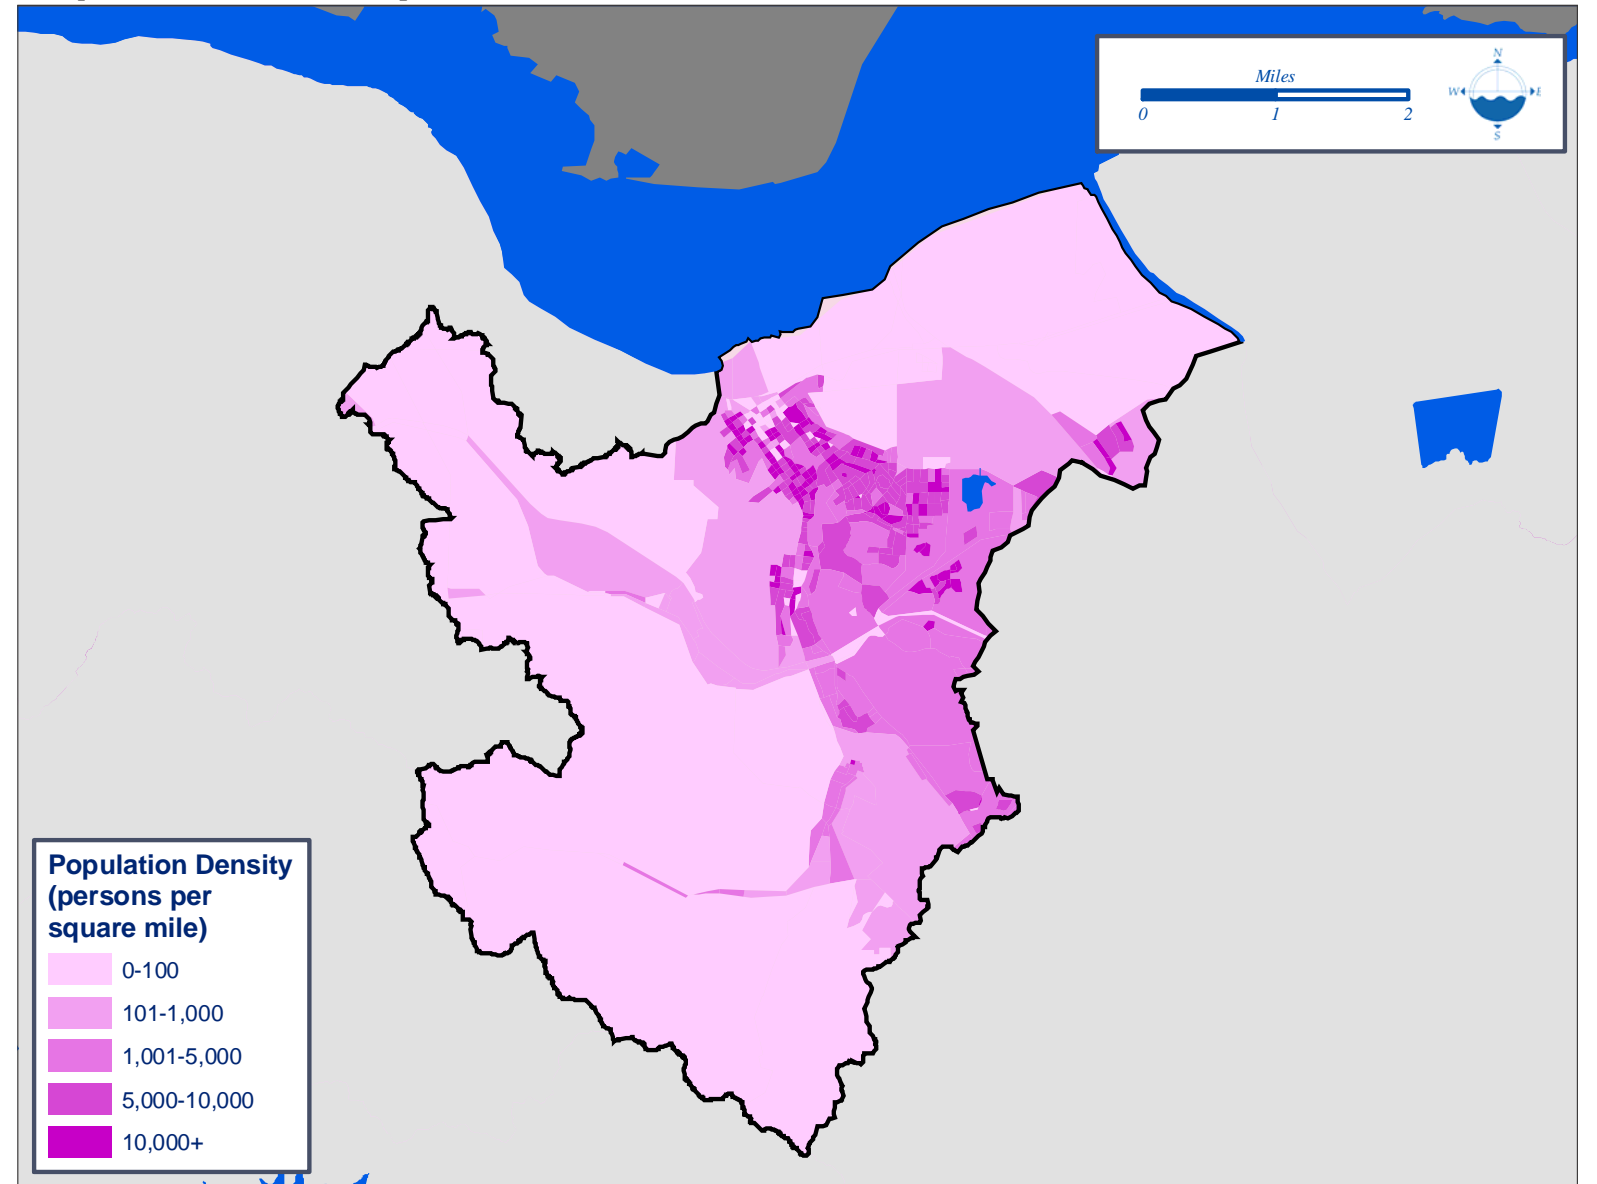 Miles
0 1 2
N
W E
S
Population Density
(persons per
square mile)
0-100
101-1,000
1,001-5,000
5,000-10,000
10,000+